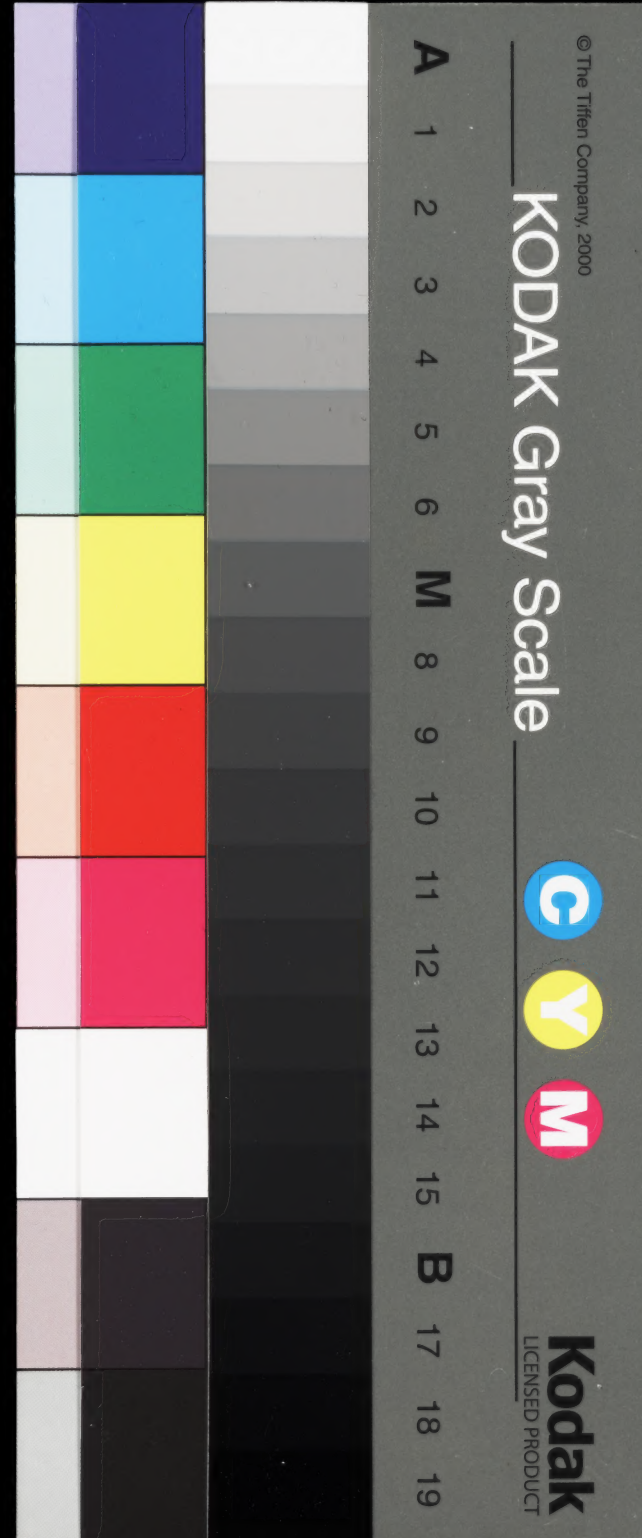 © The Tiffen Company, 2000
KODAK Gray Scale
C Y M
Kodak
LICENSED PRODUCT
A 1 2 3 4 5 6 M 8 9 10 11 12 13 14 15 B 17 18 19